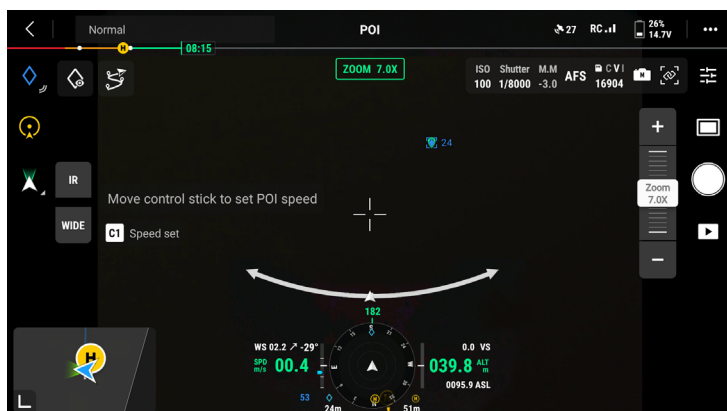 Normal
POI
27
RC
26%
14.7V
H
08:15
ZOOM 7.0X
ISO Shutter M.M AFS C V I
100 1/8000 -3.0 16904
24
IR
Move control stick to set POI speed
WIDE
C1 Speed set
Zoom
7.0X
182
WS 02.2 ↗ -29°
0.0 VS
SPD
m/s
00.4
039.8 ALT
m
E
W
0095.9 ASL
53
24m
H
51m
H
N